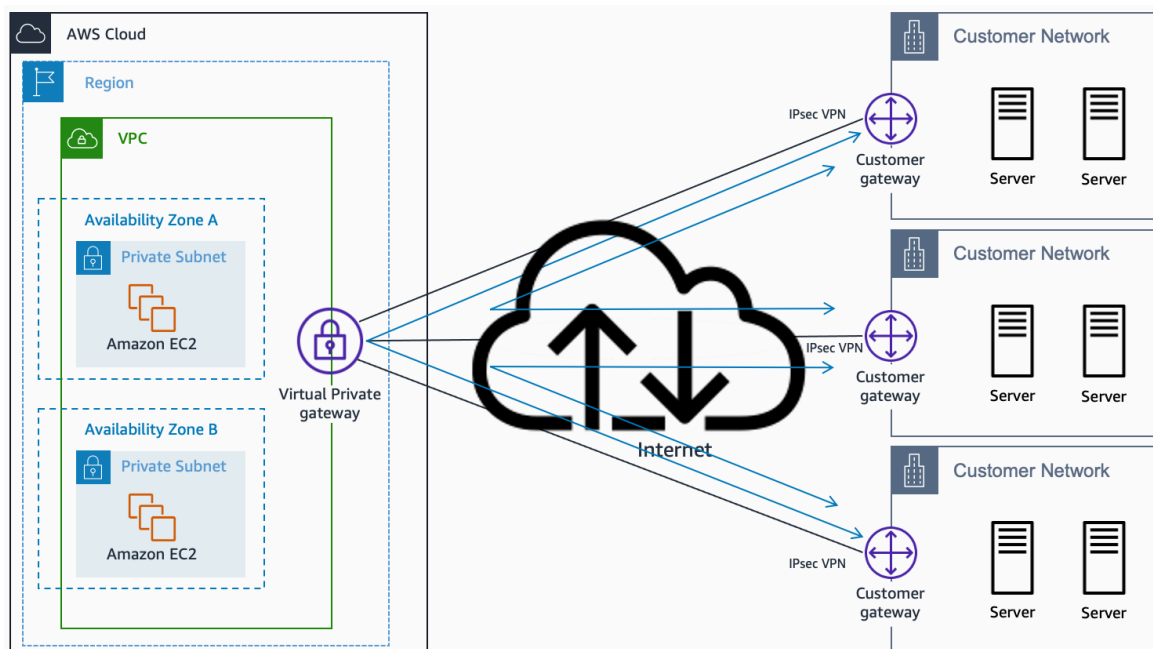 AWS Cloud
Region
VPC
Availability Zone A
Private Subnet
Amazon EC2
Virtual Private
gateway
Availability Zone B
Private Subnet
Amazon EC2
Internet
IPsec VPN
Customer
gateway
Customer Network
Server
Server
IPsec VPN
Customer
gateway
Customer Network
Server
Server
IPsec VPN
Customer
gateway
Customer Network
Server
Server